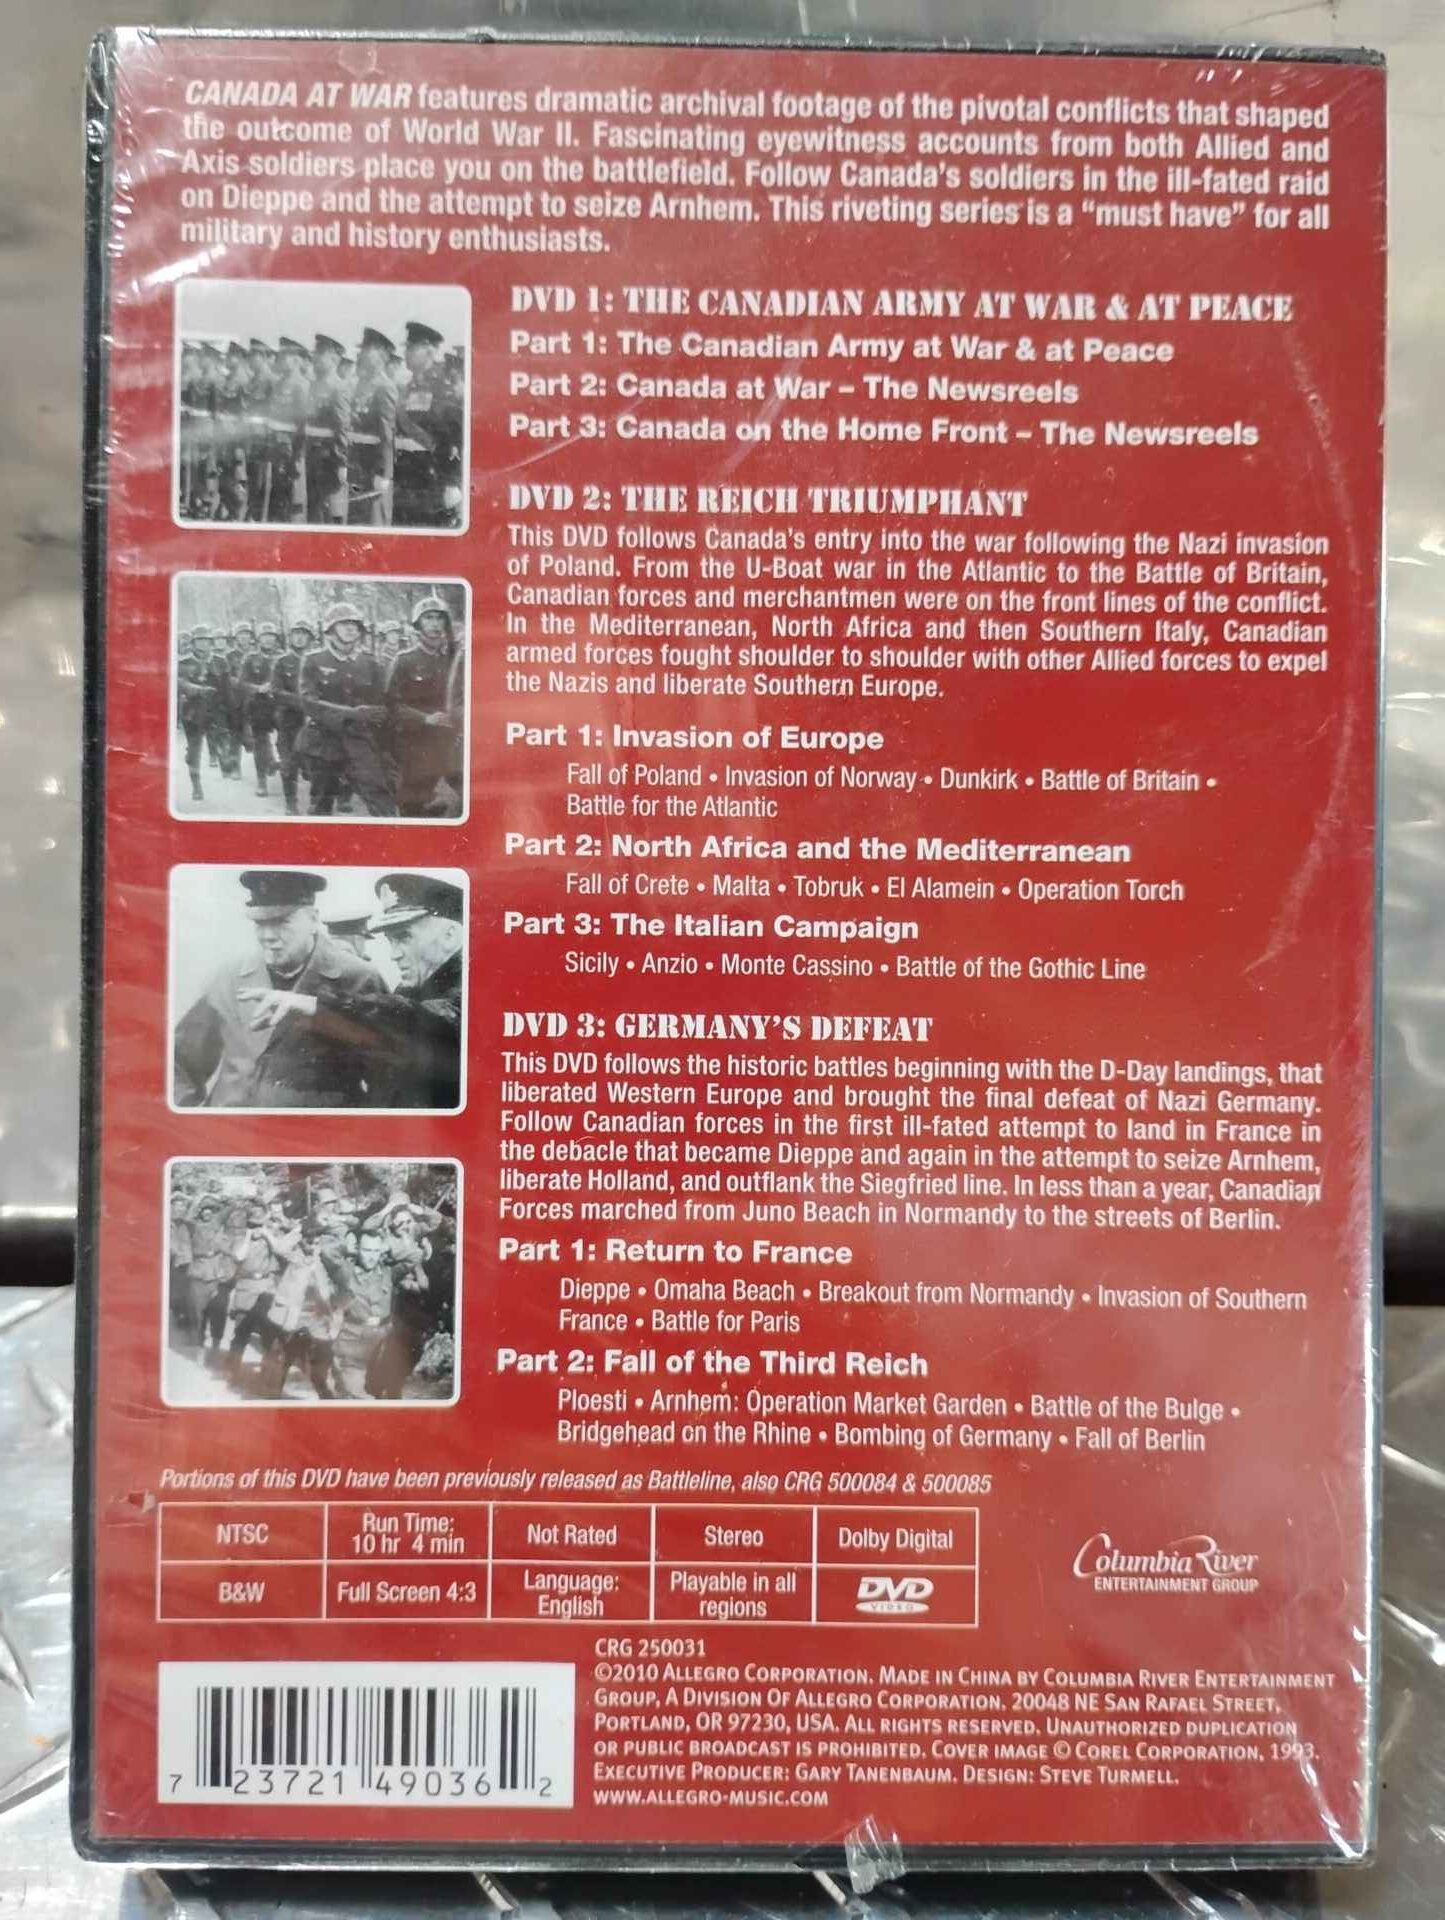 CANADA AT WAR features dramatic archival footage of the pivotal conflicts that shaped
the outcome of World War II. Fascinating eyewitness accounts from both Allied and
Axis soldiers place you on the battlefield. Follow Canada's soldiers in the ill-fated raid
on Dieppe and the attempt to seize Arnhem. This riveting series is a "must have" for all
military and history enthusiasts.
DVD 1: THE CANADIAN ARMY AT WAR & AT PEACE
Part 1: The Canadian Army at War & at Peace
Part 2: Canada at War – The Newsreels
Part 3: Canada on the Home Front – The Newsreels
DVD 2: THE REICH TRIUMPHANT
This DVD follows Canada's entry into the war following the Nazi invasion
of Poland. From the U-Boat war in the Atlantic to the Battle of Britain,
Canadian forces and merchantmen were on the front lines of the conflict.
In the Mediterranean, North Africa and then Southern Italy, Canadian
armed forces fought shoulder to shoulder with other Allied forces to expel
the Nazis and liberate Southern Europe.
Part 1: Invasion of Europe
Fall of Poland • Invasion of Norway • Dunkirk • Battle of Britain •
Battle for the Atlantic
Part 2: North Africa and the Mediterranean
Fall of Crete • Malta • Tobruk • El Alamein • Operation Torch
Part 3: The Italian Campaign
Sicily • Anzio • Monte Cassino • Battle of the Gothic Line
DVD 3: GERMANY'S DEFEAT
This DVD follows the historic battles beginning with the D-Day landings, that
liberated Western Europe and brought the final defeat of Nazi Germany.
Follow Canadian forces in the first ill-fated attempt to land in France in
the debacle that became Dieppe and again in the attempt to seize Arnhem,
liberate Holland, and outflank the Siegfried line. In less than a year, Canadian
Forces marched from Juno Beach in Normandy to the streets of Berlin.
Part 1: Return to France
Dieppe • Omaha Beach • Breakout from Normandy • Invasion of Southern
France • Battle for Paris
Part 2: Fall of the Third Reich
Ploesti • Arnhem: Operation Market Garden • Battle of the Bulge •
Bridgehead on the Rhine • Bombing of Germany • Fall of Berlin
Portions of this DVD have been previously released as Battleline, also CRG 500084 & 500085
NTSC
Run Time:
10 hr 4 min
Not Rated
Stereo
Dolby Digital
B&W
Full Screen 4:3
Language:
English
Playable in all
regions
DVD
VIDEO
Columbia River
ENTERTAINMENT GROUP
CRG 250031
©2010 ALLEGRO CORPORATION. MADE IN CHINA BY COLUMBIA RIVER ENTERTAINMENT
GROUP, A DIVISION OF ALLEGRO CORPORATION. 20048 NE SAN RAFAEL STREET,
PORTLAND, OR 97230, USA. ALL RIGHTS RESERVED. UNAUTHORIZED DUPLICATION
OR PUBLIC BROADCAST IS PROHIBITED. COVER IMAGE © COREL CORPORATION, 1993.
EXECUTIVE PRODUCER: GARY TANENBAUM. DESIGN: STEVE TURMELL.
WWW.ALLEGRO-MUSIC.COM
7 23721 49036 2